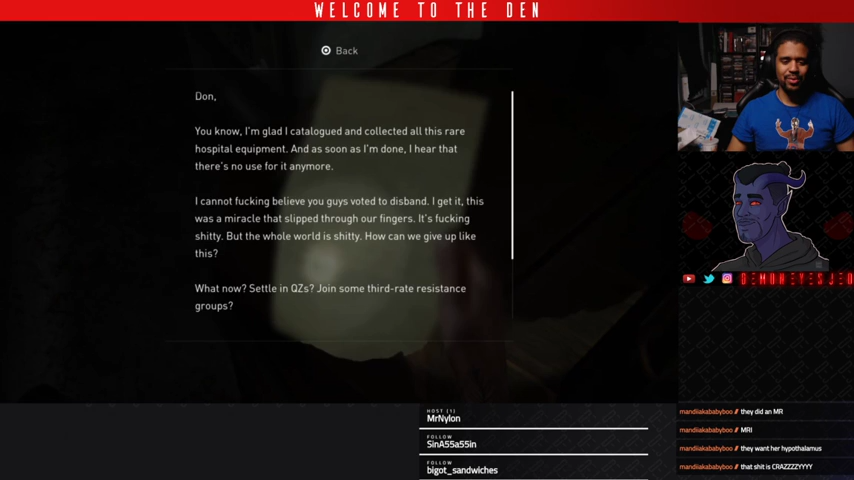 WELCOME TO THE DEN
Back
Don,
You know, I'm glad I catalogued and collected all this rare
hospital equipment. And as soon as I'm done, I hear that
there's no use for it anymore.
I cannot fucking believe you guys voted to disband. I get it, this
was a miracle that slipped through our fingers. It's fucking
shitty. But the whole world is shitty. How can we give up like
this?
What now? Settle in QZs? Join some third-rate resistance
groups?
DEMONEYESJED
HOST [1]
MrNylon
FOLLOW
SinA55a55in
FOLLOW
bigot_sandwiches
mandiiakababyboo // they did an MR
mandiiakababyboo // MRI
mandiiakababyboo // they want her hypothalamus
mandiiakababyboo // that shit is CRAZZZZYYYY